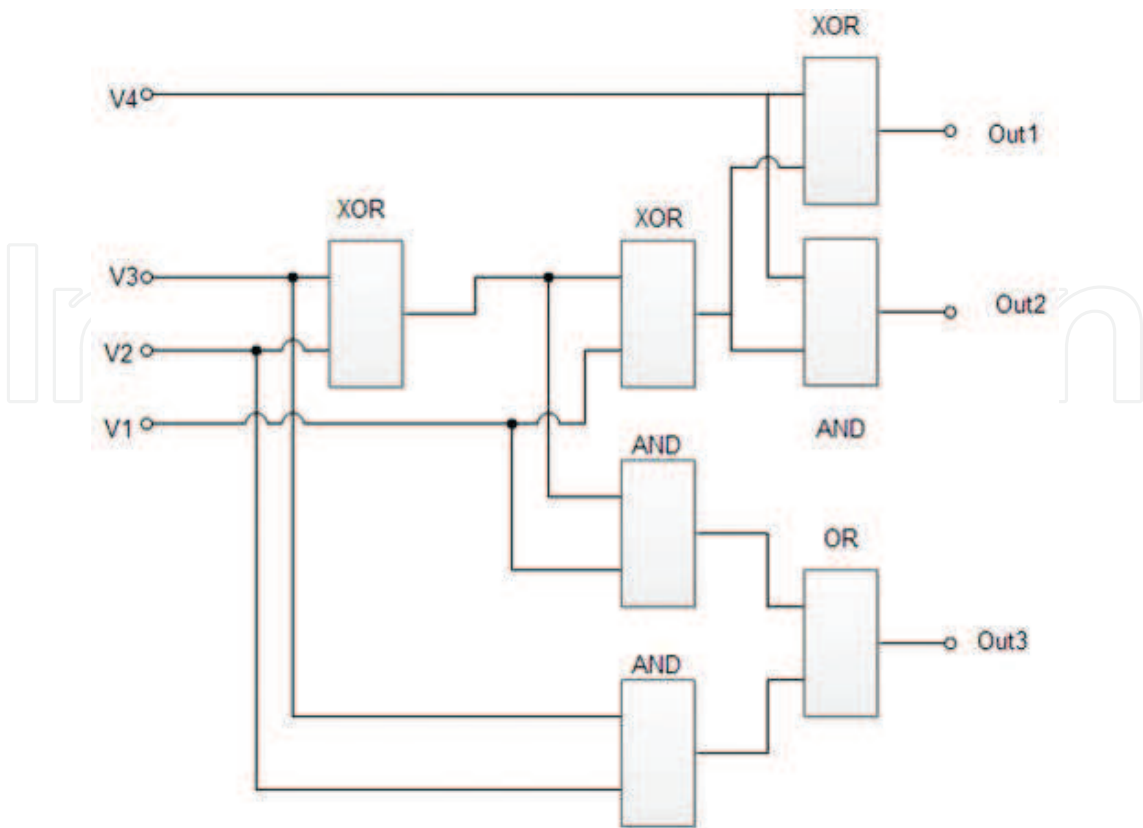 XOR
V4
Out1
XOR
XOR
V3
Out2
V2
V1
AND
AND
OR
Out3
AND